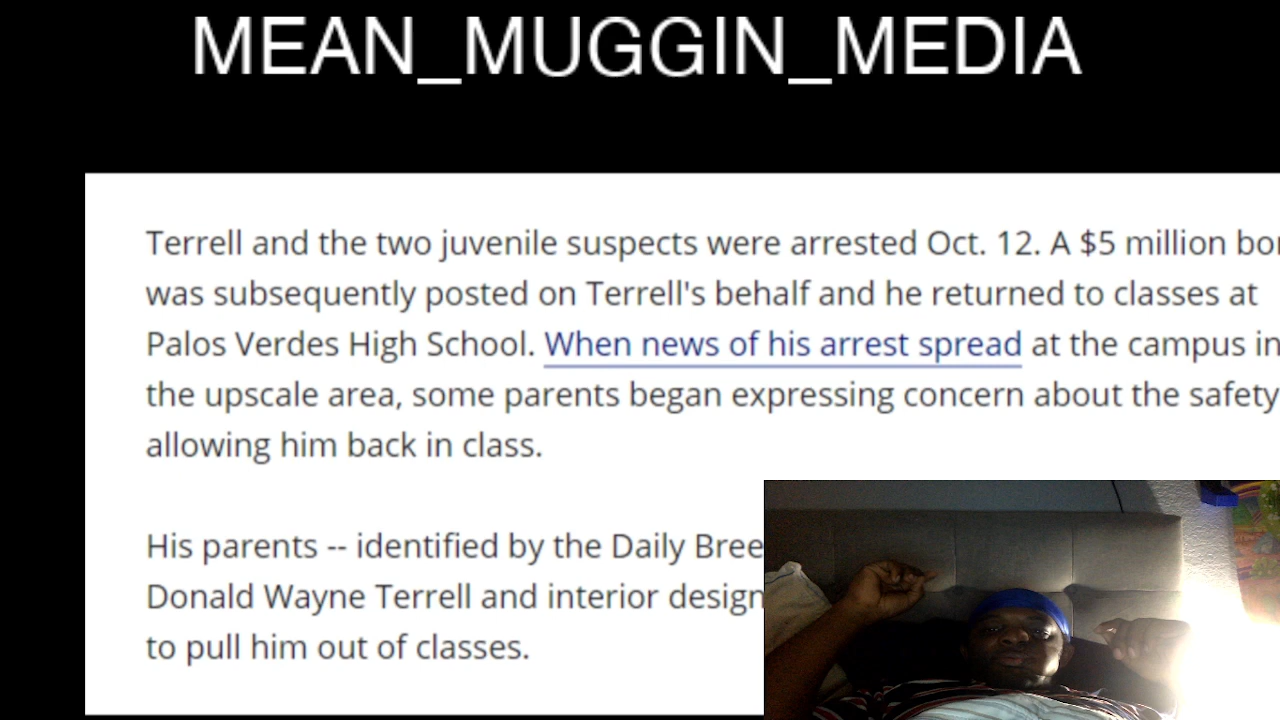 MEAN_MUGGIN_MEDIA
Terrell and the two juvenile suspects were arrested Oct. 12. A $5 million
was subsequently posted on Terrell's behalf and he returned to classes at
Palos Verdes High School. When news of his arrest spread at the campus in
the upscale area, some parents began expressing concern about the safety
allowing him back in class.
His parents -- identified by the Daily
Donald Wayne Terrell and interior
to pull him out of classes.